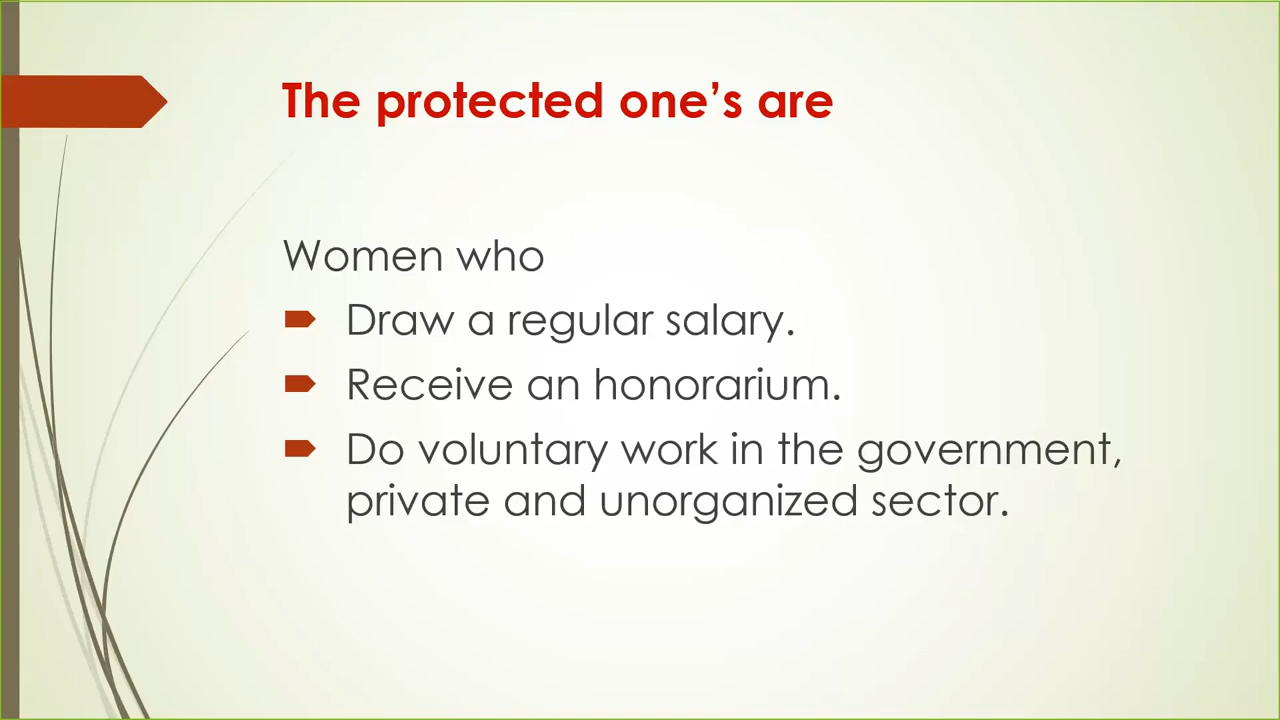 The protected one’s are
Women who
Draw a regular salary.
Receive an honorarium.
Do voluntary work in the government,
private and unorganized sector.